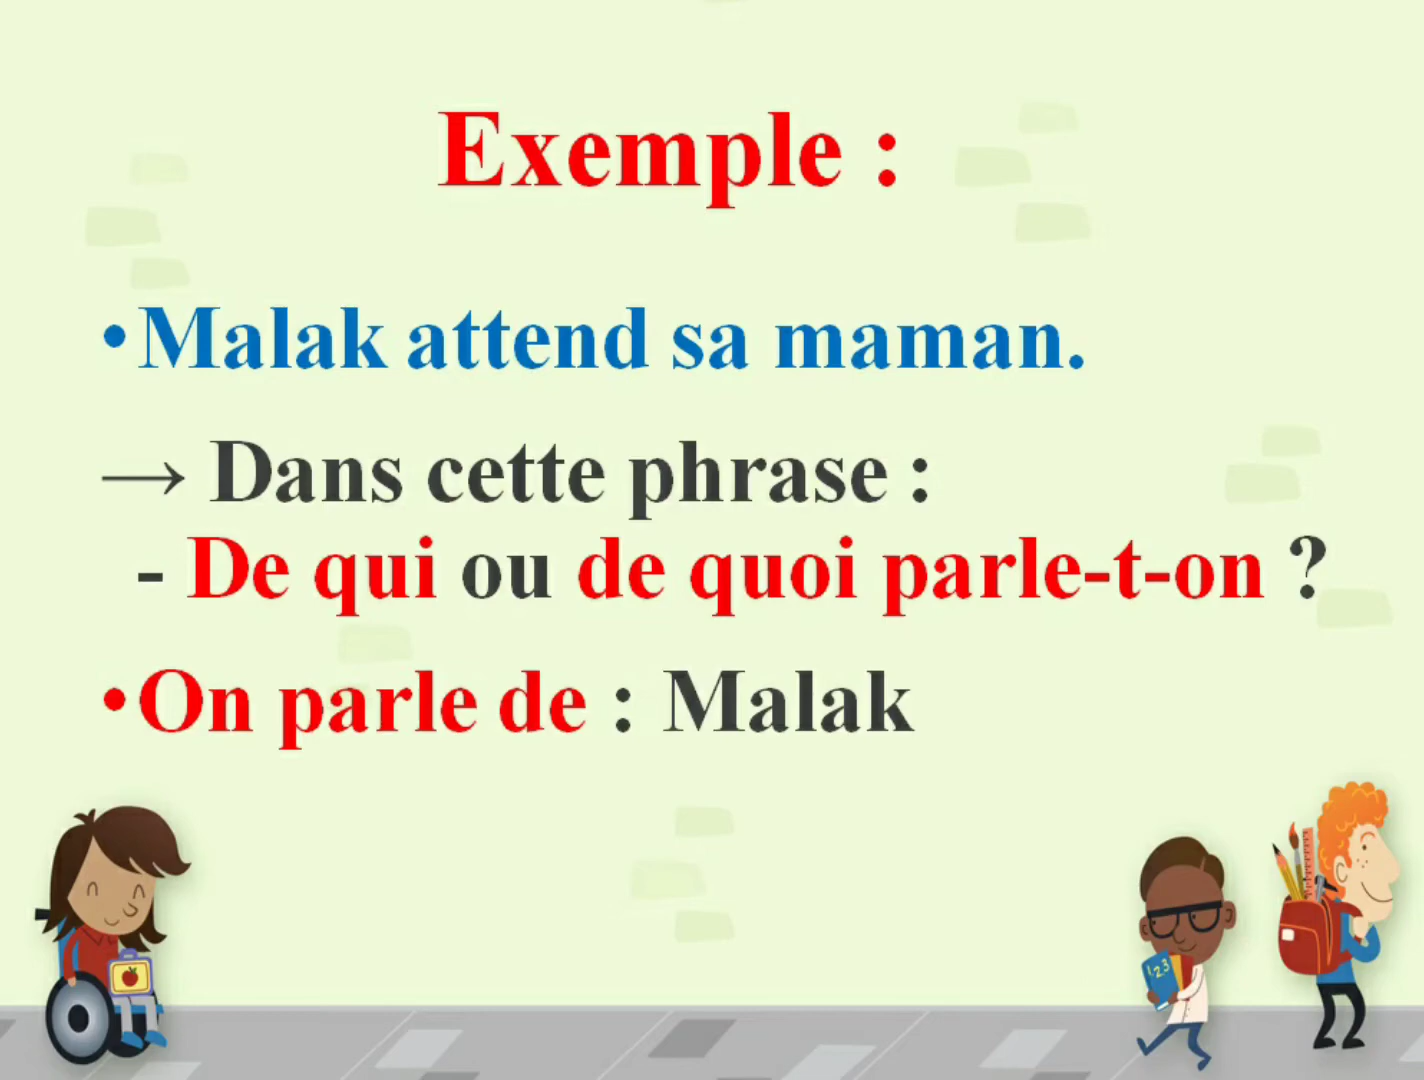 Exemple :
•Malak attend sa maman.
→ Dans cette phrase :
- De qui ou de quoi parle-t-on ?
•On parle de : Malak
123